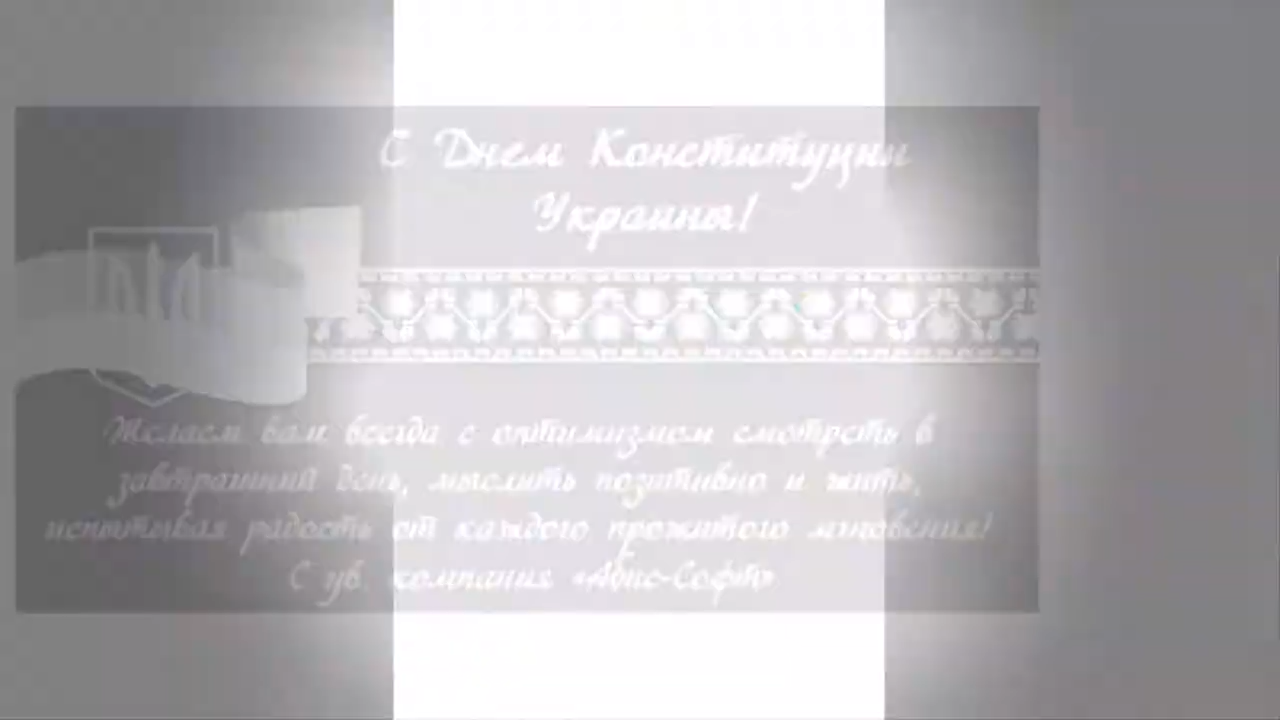 С Днем Конституции
Украины!
Желаем вам всегда с оптимизмом смотреть в
завтрашний день, мыслить позитивно и жить,
испытывая радость от каждого прожитого мгновения!
С ув. компания «Абис-Софт»